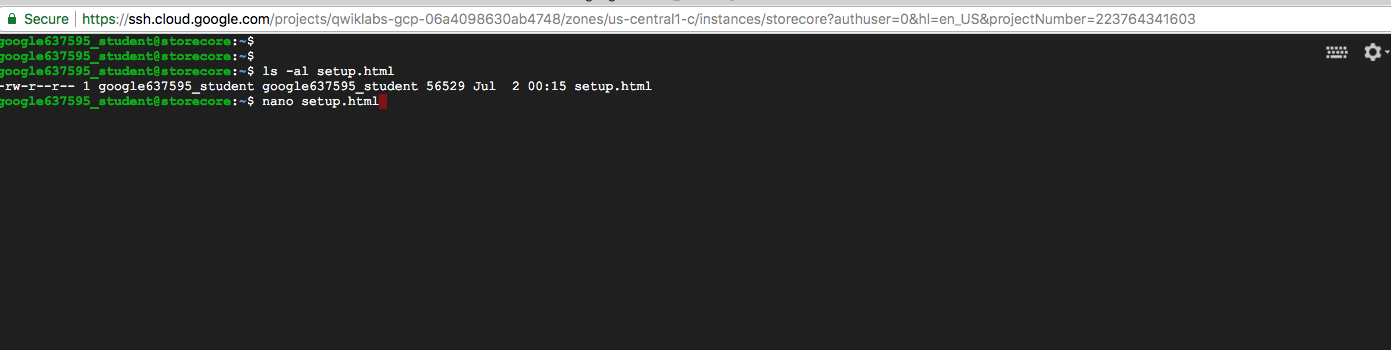 Secure https://ssh.cloud.google.com/projects/qwiklabs-gcp-06a4098630ab4748/zones/us-central1-c/instances/storecore?authuser=0&hl=en_US&projectNumber=223764341603
google637595_student@storecore:~$
google637595_student@storecore:~$
google637595_student@storecore:~$ ls -al setup.html
-rw-r--r-- 1 google637595_student google637595_student 56529 Jul  2 00:15 setup.html
google637595_student@storecore:~$ nano setup.html